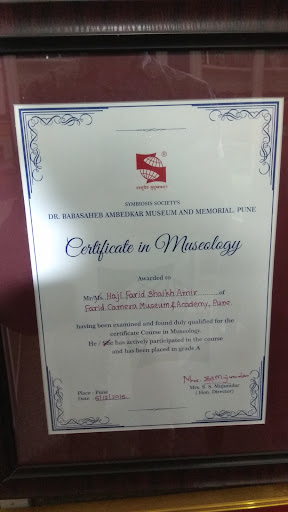 ®
SYMBIOSIS SOCIETY'S
DR. BABASAHEB AMBEDKAR MUSEUM AND MEMORIAL, PUNE
Certificate in Museology
Awarded to
Mr/Ms. Haji Farid Shaikh Amir of
Farid Camera Museum & Academy, Pune.
having been examined and found duly qualified for the
certificate Course in Museology
He / She has actively participated in the course
and has been placed in grade A
Place : Pune
Date :
Mrs. S. S. Mujumdar
( Hon. Director)